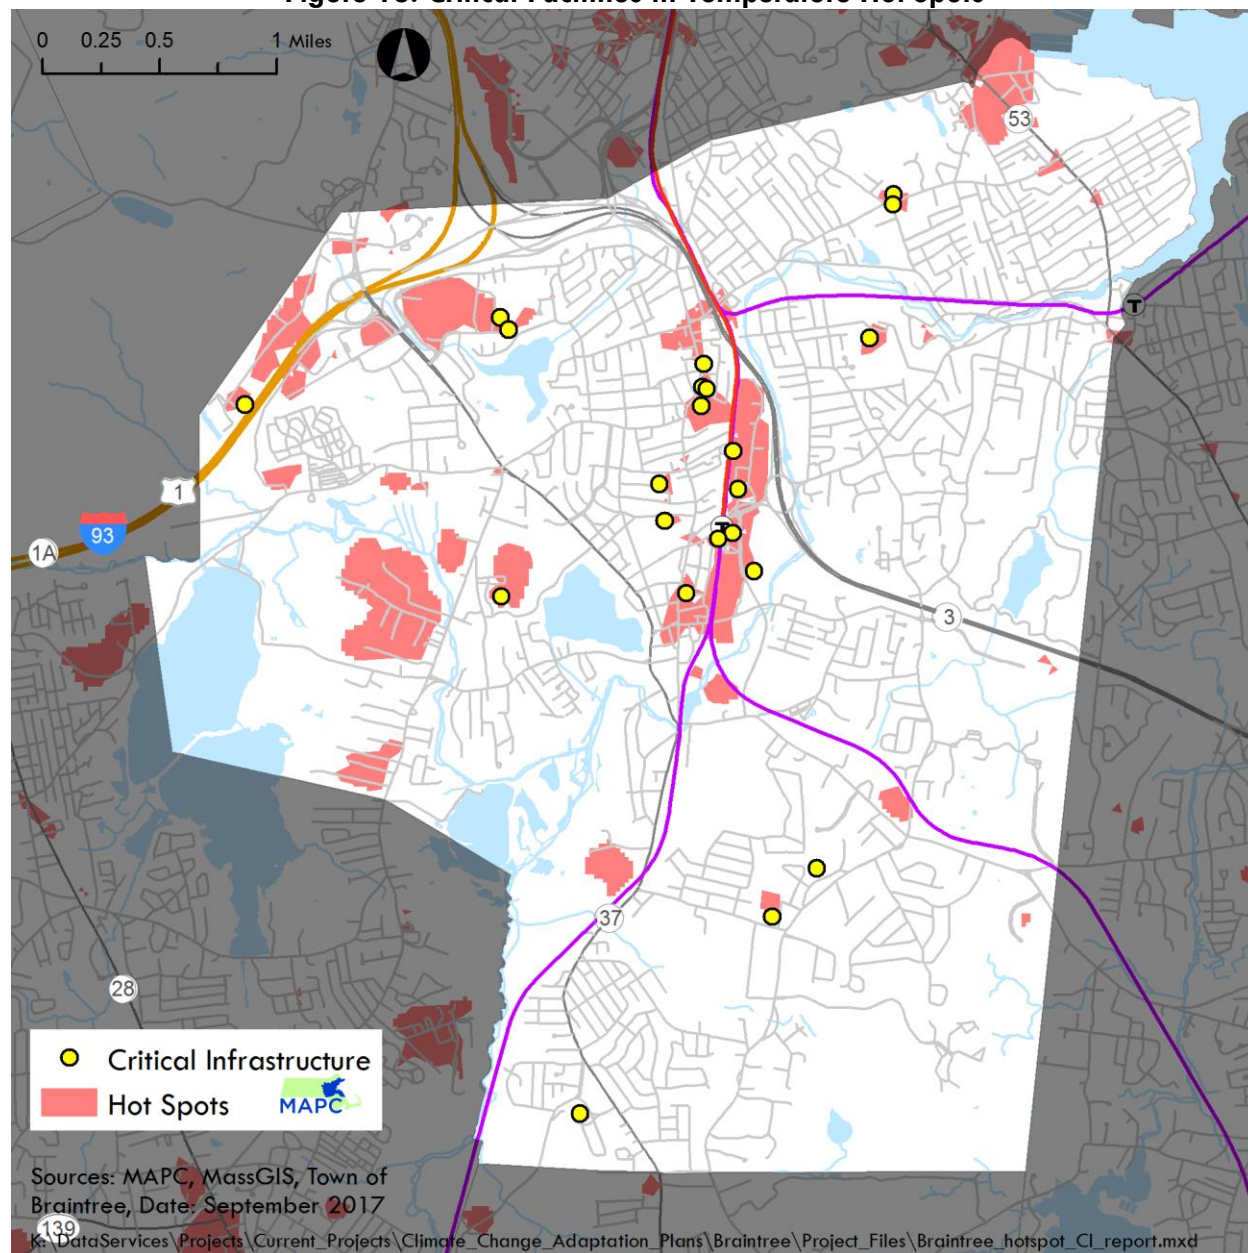 0 0.25 0.5 1 Miles
53
1
93
1A
3
37
28
Critical Infrastructure
Hot Spots
MAPC
Sources: MAPC, MassGIS, Town of
Braintree, Date: September 2017
139
K:\DataServices\Projects\Current_Projects\Climate_Change_Adaptation_Plans\Braintree\Project_Files\Braintree_hotspot_CI_report.mxd
T
T